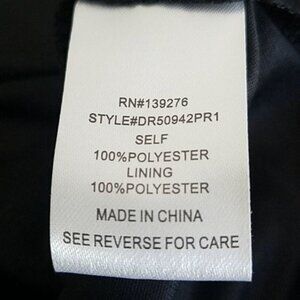 RN#139276
STYLE#DR50942PR1
SELF
100%POLYESTER
LINING
100%POLYESTER
MADE IN CHINA
SEE REVERSE FOR CARE